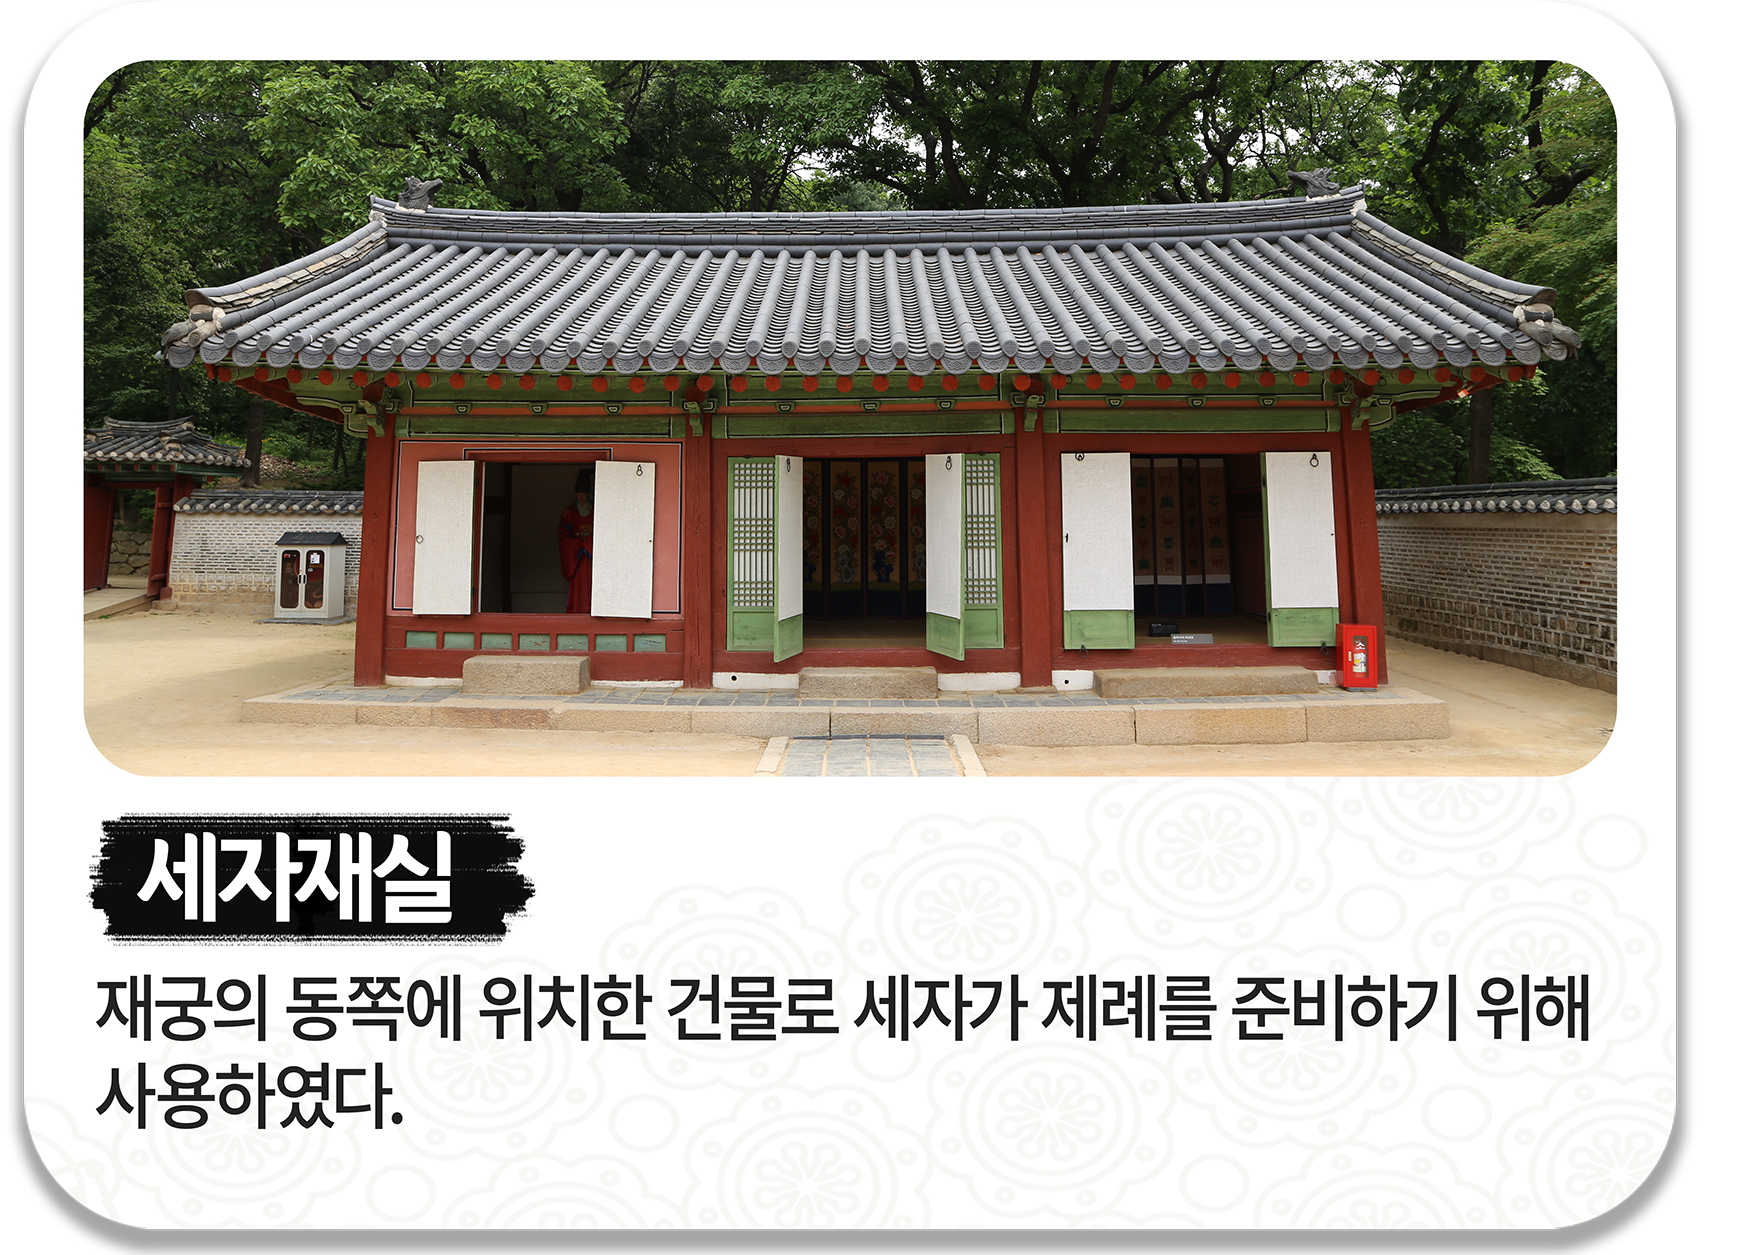 세자재실
재궁의 동쪽에 위치한 건물로 세자가 제례를 준비하기 위해
사용하였다.